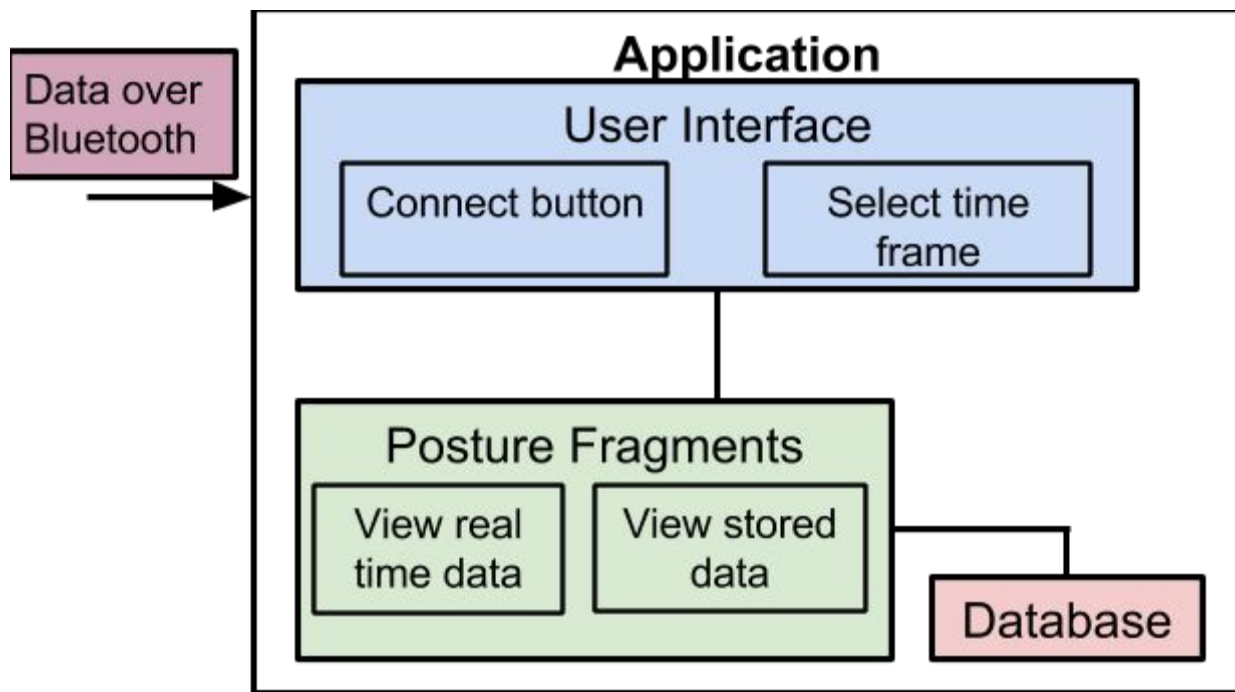 Application
Data over
Bluetooth
User Interface
Connect button
Select time
frame
Posture Fragments
View real
time data
View stored
data
Database